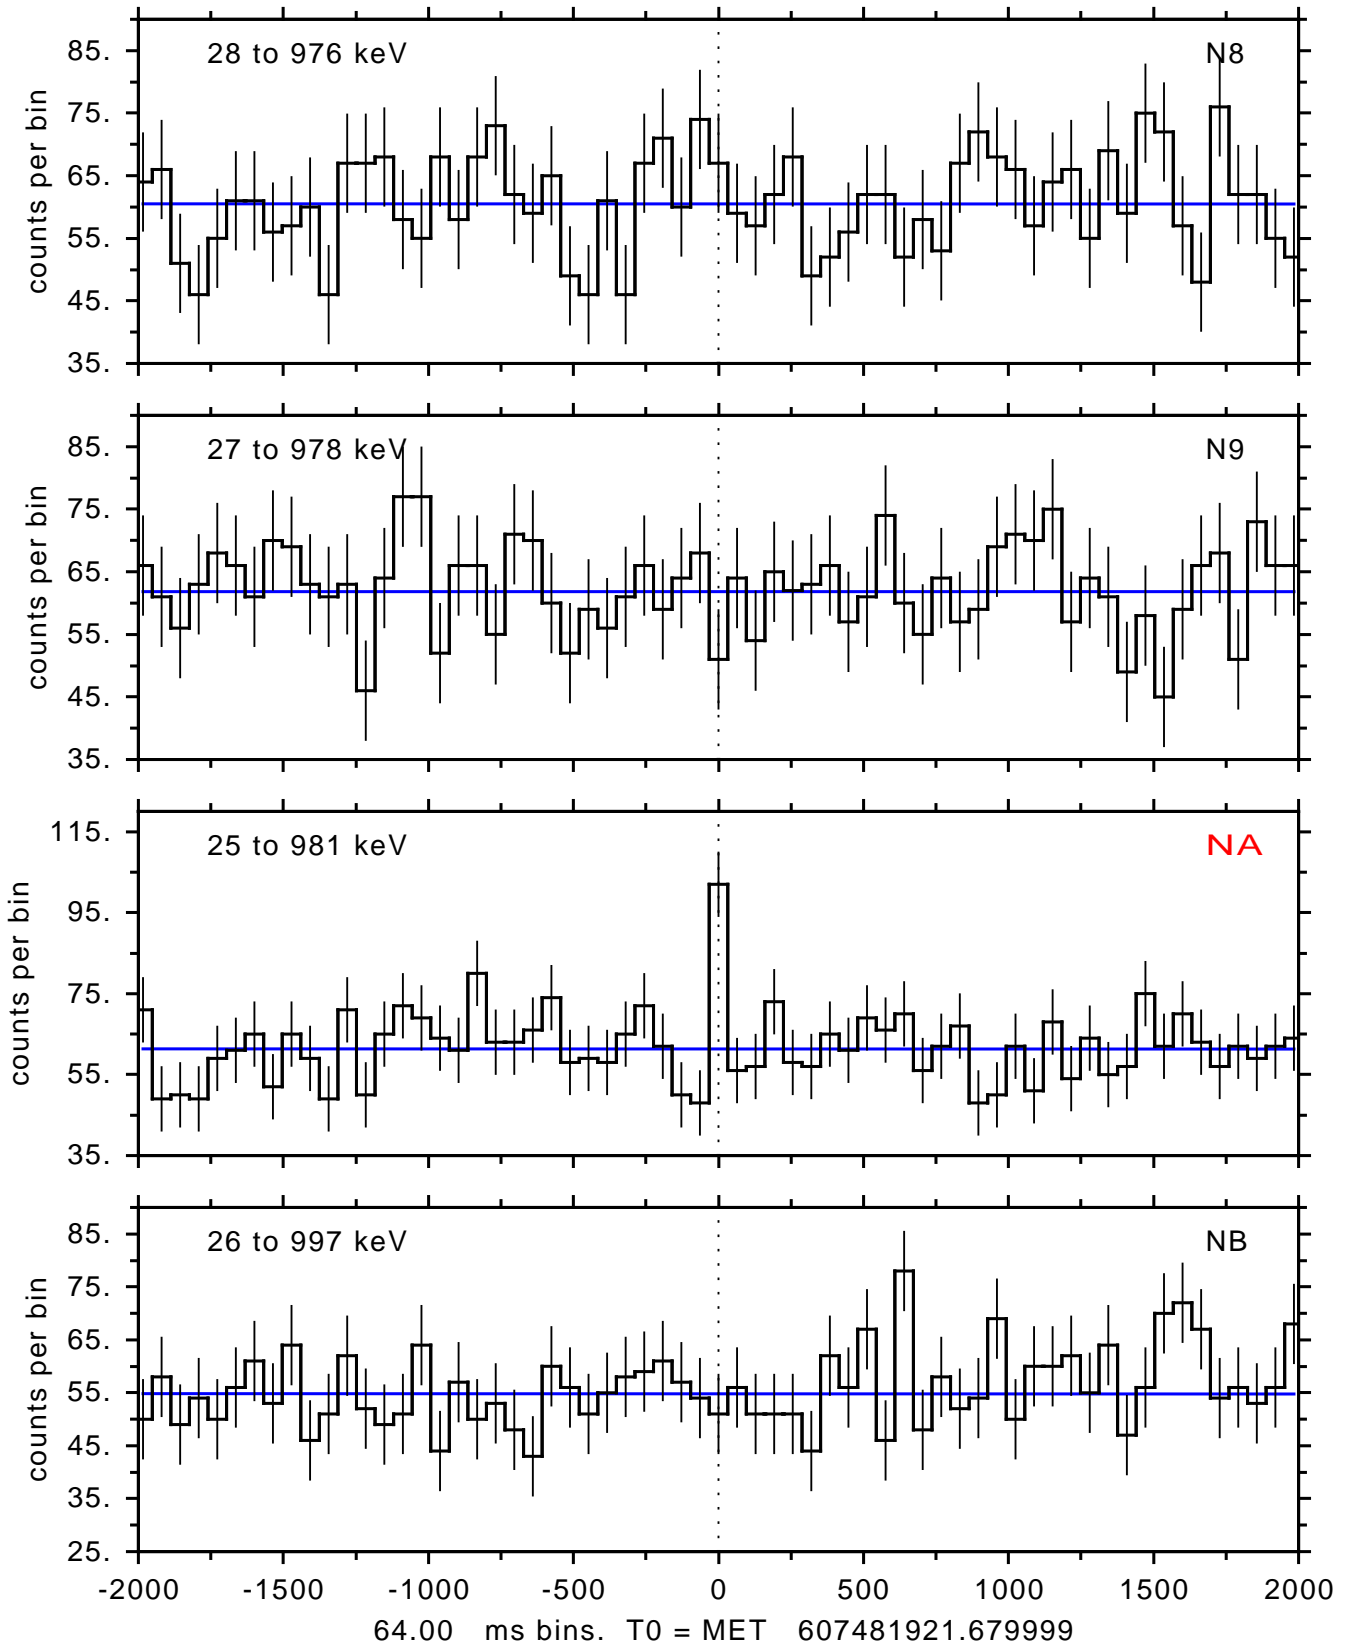 28 to 976 keV N8
85.
75.
65.
55.
45.
35.
counts per bin
27 to 978 keV N9
85.
75.
65.
55.
45.
35.
counts per bin
25 to 981 keV NA
115.
95.
75.
55.
35.
counts per bin
26 to 997 keV NB
85.
75.
65.
55.
45.
35.
25.
counts per bin
-2000 -1500 -1000 -500 0 500 1000 1500 2000
64.00 ms bins. T0 = MET 607481921.679999